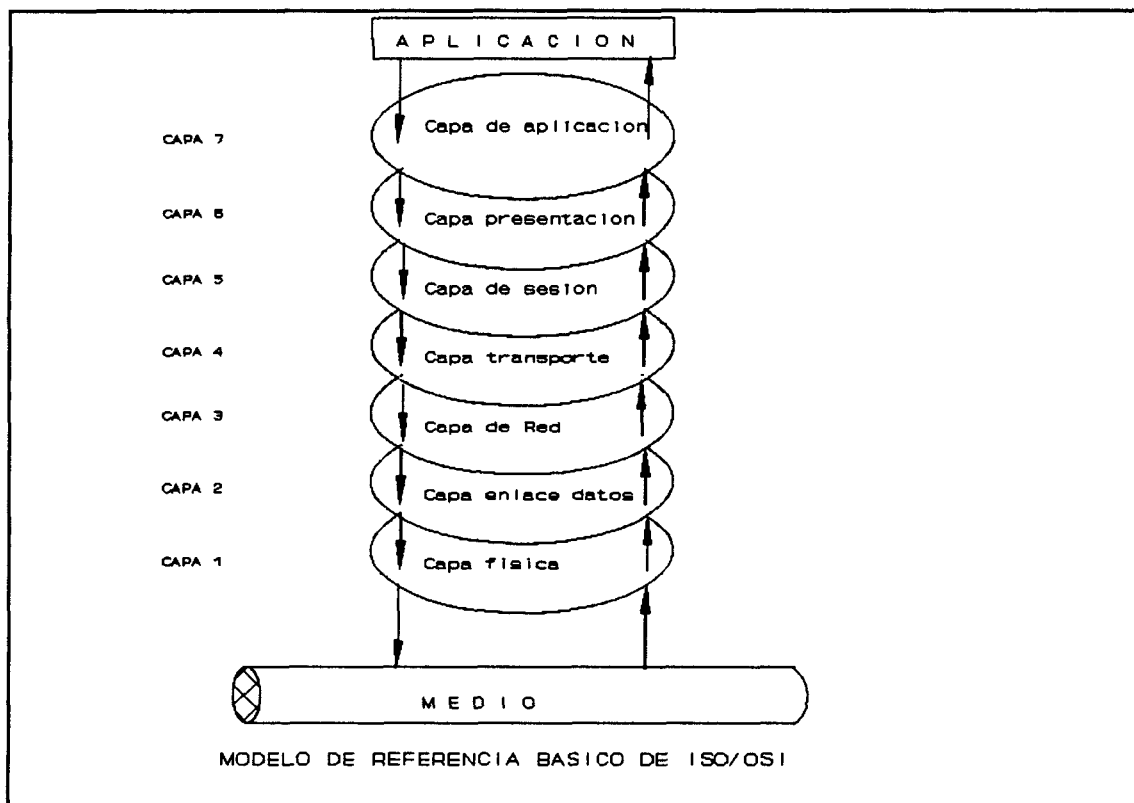 A P L I C A C I O N
CAPA 7 Capa de aplicacion
CAPA 6 Capa presentacion
CAPA 5 Capa de sesion
CAPA 4 Capa transporte
CAPA 3 Capa de Red
CAPA 2 Capa enlace datos
CAPA 1 Capa fisica
M E D I O
MODELO DE REFERENCIA BASICO DE ISO/OSI